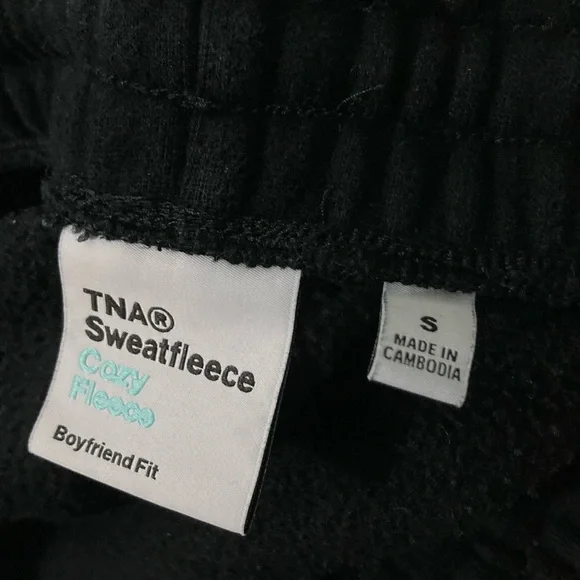 TNA®
Sweatfleece
Cozy
Fleece
Boyfriend Fit
S
MADE IN
CAMBODIA